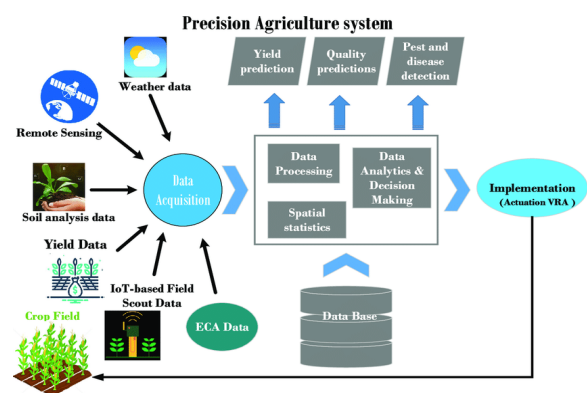 Precision Agriculture system
Weather data
Remote Sensing
Soil analysis data
Yield Data
IoT-based Field
Scout Data
ECA Data
Crop Field
Data
Acquisition
Yield
prediction
Quality
predictions
Pest and
disease
detection
Data
Processing
Data
Analytics &
Decision
Making
Spatial
statistics
Data Base
Implementation
(Actuation VRA )